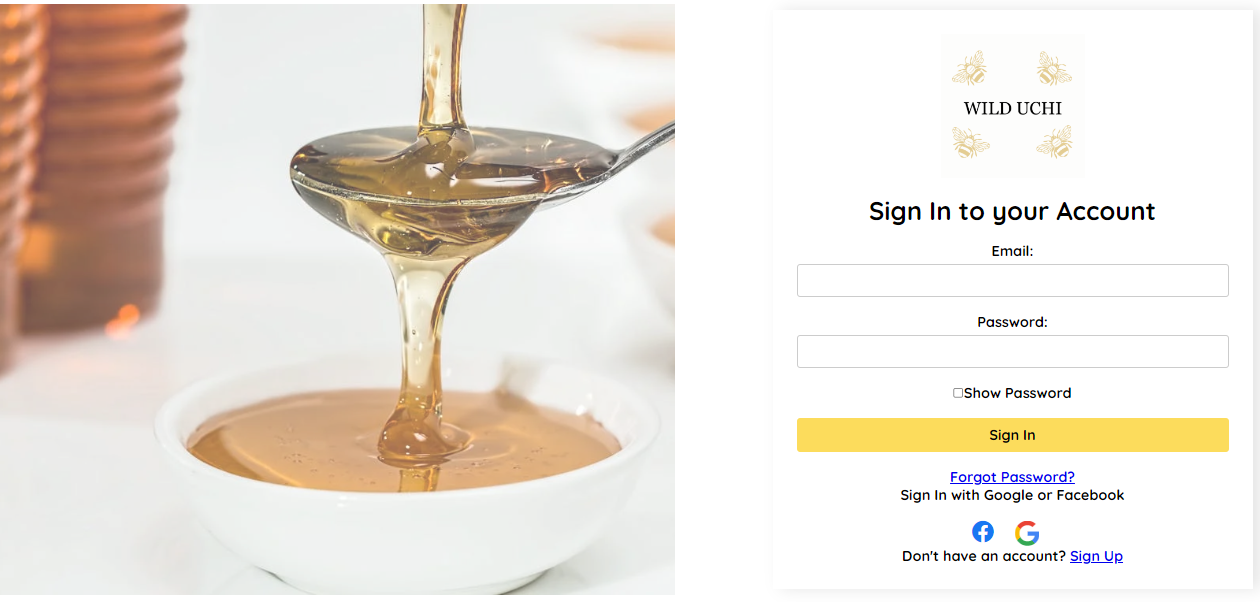 WILD UCHI
Sign In to your Account
Email:
Password:
Show Password
Sign In
Forgot Password?
Sign In with Google or Facebook
Don't have an account? Sign Up